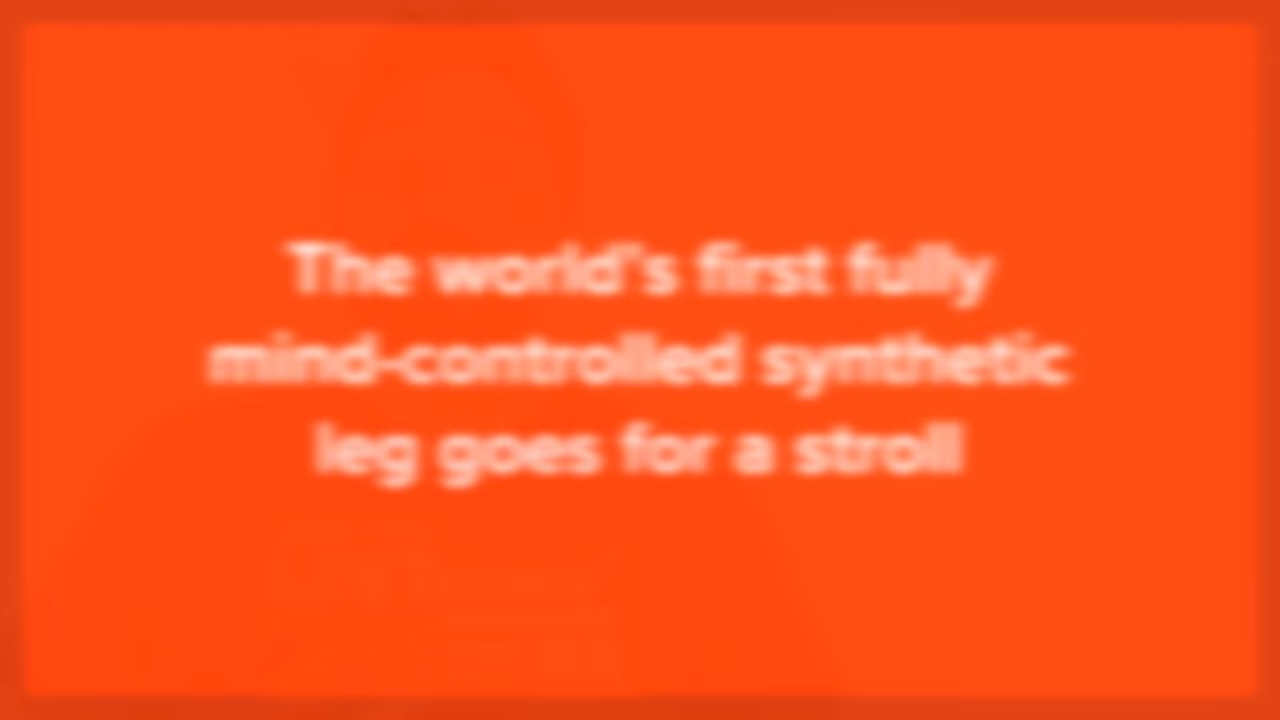 The world's first fully
mind-controlled synthetic
leg goes for a stroll